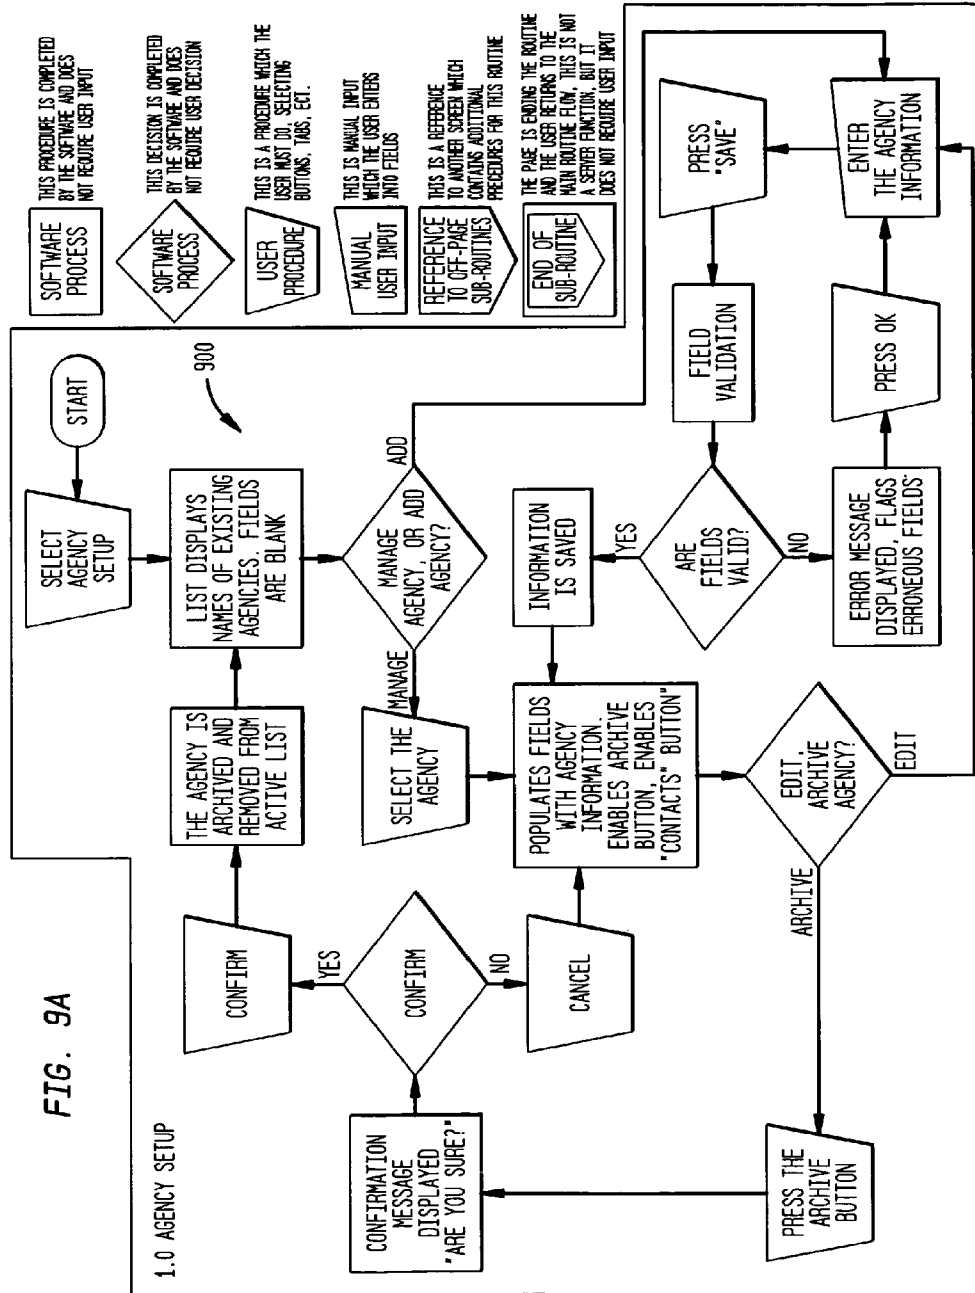 FIG. 9A
1.0 AGENCY SETUP
START
SELECT
AGENCY
SETUP
900
LIST DISPLAYS
NAMES OF EXISTING
AGENCIES. FIELDS
ARE BLANK
THE AGENCY IS
ARCHIVED AND
REMOVED FROM
ACTIVE LIST
CONFIRM
YES
CONFIRM
NO
CANCEL
CONFIRMATION
MESSAGE
DISPLAYED
"ARE YOU SURE?"
MANAGE
AGENCY, OR ADD
AGENCY?
ADD
MANAGE
SELECT THE
AGENCY
POPULATES FIELDS
WITH AGENCY
INFORMATION.
ENABLES ARCHIVE
BUTTON, ENABLES
"CONTACTS" BUTTON
INFORMATION
IS SAVED
YES
ARE
FIELDS
VALID?
NO
FIELD
VALIDATION
PRESS
"SAVE"
ENTER
THE AGENCY
INFORMATION
PRESS OK
ERROR MESSAGE
DISPLAYED, FLAGS
ERRONEOUS FIELDS
EDIT,
ARCHIVE
AGENCY?
EDIT
ARCHIVE
PRESS THE
ARCHIVE
BUTTON
SOFTWARE
PROCESS
THIS PROCEDURE IS COMPLETED
BY THE SOFTWARE AND DOES
NOT REQUIRE USER INPUT
SOFTWARE
PROCESS
THIS DECISION IS COMPLETED
BY THE SOFTWARE AND DOES
NOT REQUIRE USER DECISION
USER
PROCEDURE
THIS IS A PROCEDURE WHICH THE
USER MUST DO, SELECTING
BUTTONS, TABS, ECT.
MANUAL
USER INPUT
THIS IS MANUAL INPUT
WHICH THE USER ENTERS
INTO FIELDS
REFERENCE
TO OFF-PAGE
SUB-ROUTINES
THIS IS A REFERENCE
TO ANOTHER SCREEN WHICH
CONTAINS ADDITIONAL
PRECEDURES FOR THIS ROUTINE
END OF
SUB-ROUTINE
THE PAGE IS ENDING THE ROUTINE
AND THE USER RETURNS TO THE
MAIN ROUTINE FLOW, THIS IS NOT
A SERVER FUNCTION, BUT IT
DOES NOT REQUIRE USER INPUT